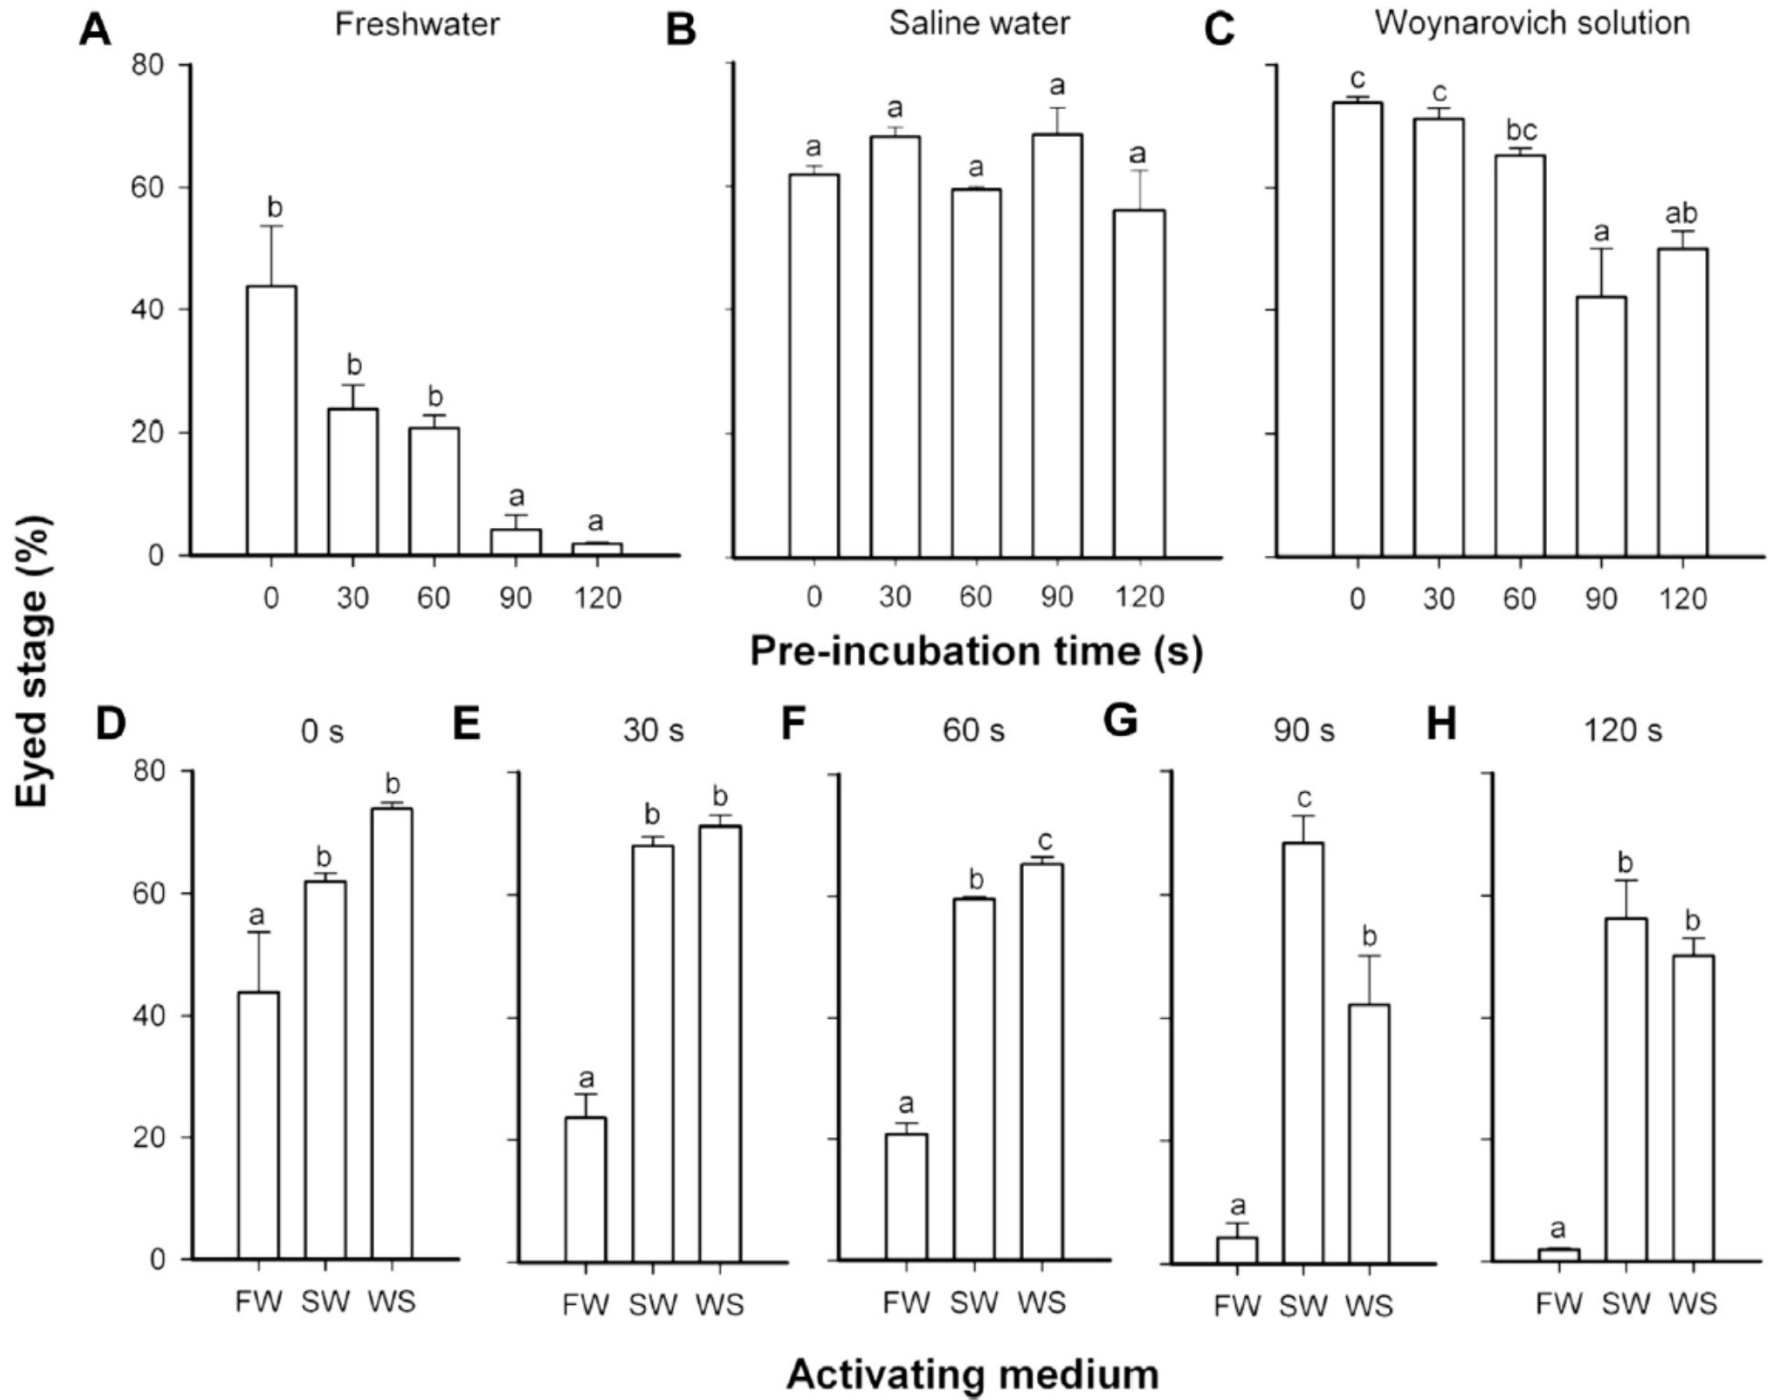 A Freshwater
B Saline water
C Woynarovich solution
80
60
40
20
0
b
b
b
a
a
a
a
a
a
a
c
c
bc
a
ab
0 30 60 90 120
0 30 60 90 120
0 30 60 90 120
Pre-incubation time (s)
Eyed stage (%)
D 0 s
E 30 s
F 60 s
G 90 s
H 120 s
80
60
40
20
0
a
b
b
a
b
b
a
b
c
a
c
b
a
b
b
FW SW WS
FW SW WS
FW SW WS
FW SW WS
FW SW WS
Activating medium